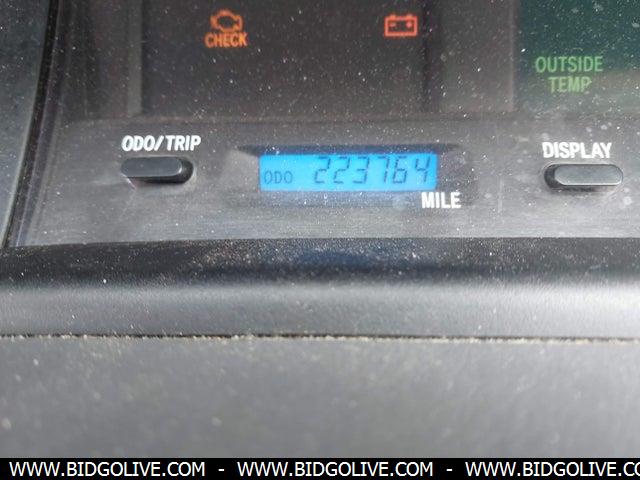 CHECK
OUTSIDE
TEMP
ODO/TRIP
ODO 223764
DISPLAY
MILE
WWW.BIDGOLIVE.COM - WWW.BIDGOLIVE.COM - WWW.BIDGOLIVE.COM